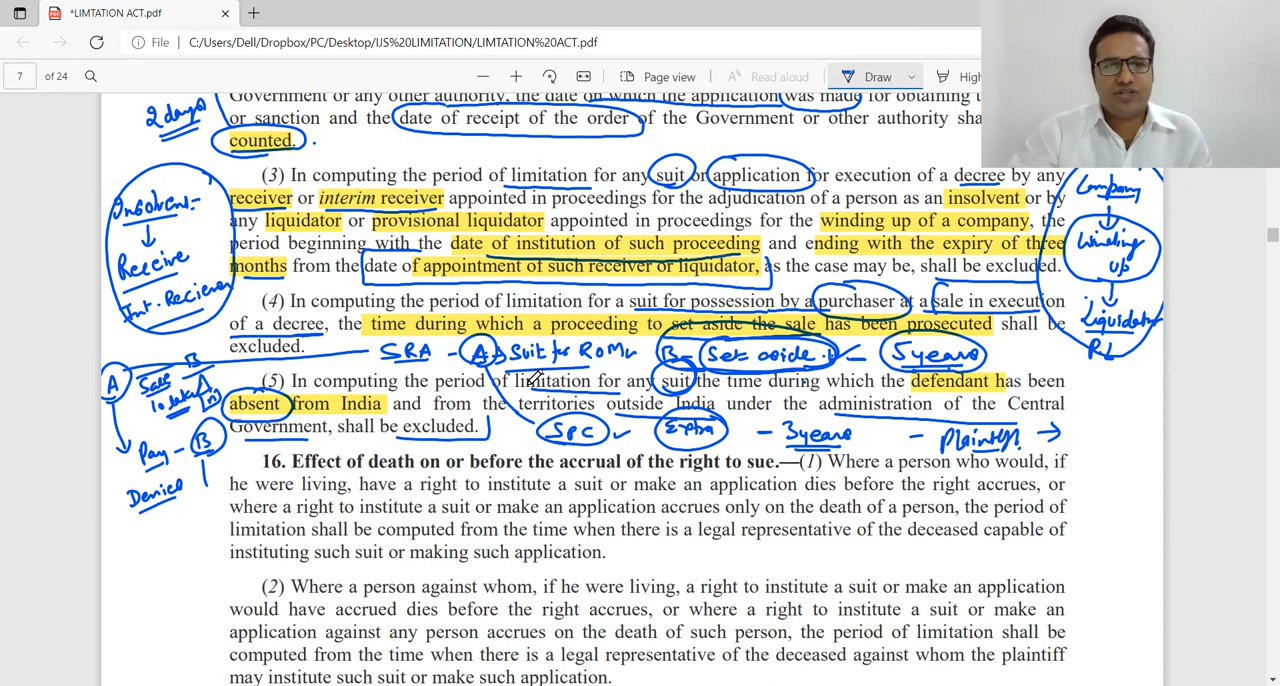 *LIMTATION ACT.pdf
File C:/Users/Dell/Dropbox/PC/Desktop/IJS%20LIMITATION/LIMTATION%20ACT.pdf
7 of 24 Page view Read aloud Draw
Government or any other authority, the date on which the application was made for obtaining
or sanction and the date of receipt of the order of the Government or other authority
counted.
2 days
(3) In computing the period of limitation for any suit or application for execution of a decree by any
receiver or interim receiver appointed in proceedings for the adjudication of a person as an insolvent or by
any liquidator or provisional liquidator appointed in proceedings for the winding up of a company, the
period beginning with the date of institution of such proceeding and ending with the expiry of three
months from the date of appointment of such receiver or liquidator, as the case may be, shall be excluded.
Insolvent
Receive
Int. Reciever
Company
Winding
up
Liquidator
(4) In computing the period of limitation for a suit for possession by a purchaser at a sale in execution
of a decree, the time during which a proceeding to set aside the sale has been prosecuted shall be
excluded.
SRA - A → Suit for B Set aside 5 years
(5) In computing the period of limitation for any suit the time during which the defendant has been
absent from India and from the territories outside India under the administration of the Central
Government, shall be excluded.
SPC Extra - 3 years - Plaintiff →
A Sale B
10 lakh
Pay - B
Denies
16. Effect of death on or before the accrual of the right to sue.—(1) Where a person who would, if
he were living, have a right to institute a suit or make an application dies before the right accrues, or
where a right to institute a suit or make an application accrues only on the death of a person, the period of
limitation shall be computed from the time when there is a legal representative of the deceased capable of
instituting such suit or making such application.
(2) Where a person against whom, if he were living, a right to institute a suit or make an application
would have accrued dies before the right accrues, or where a right to institute a suit or make an
application against any person accrues on the death of such person, the period of limitation shall be
computed from the time when there is a legal representative of the deceased against whom the plaintiff
may institute such suit or make such application.